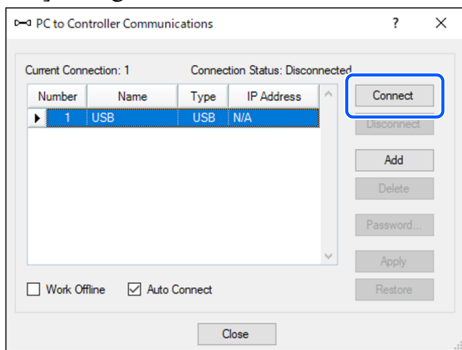 PC to Controller Communications
Current Connection: 1 Connection Status: Disconnected
Number Name Type IP Address
1 USB USB N/A
Connect
Disconnect
Add
Delete
Password...
Apply
Restore
Work Offline Auto Connect
Close